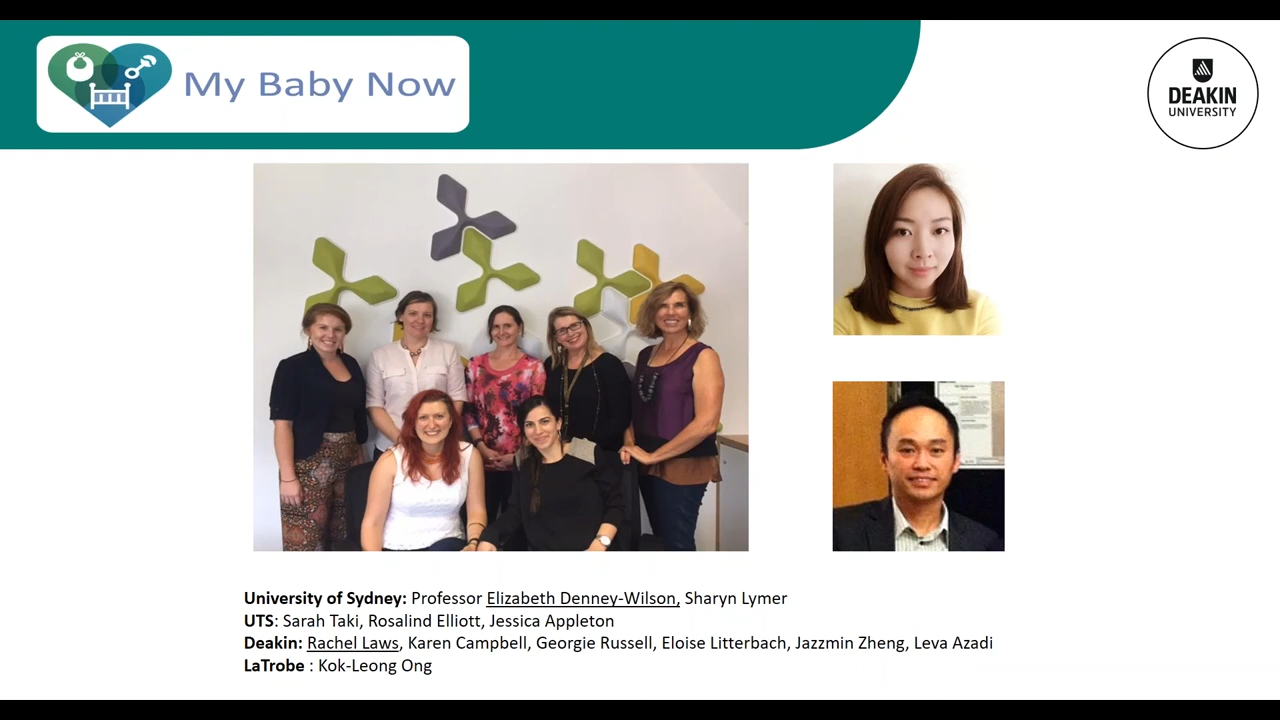 My Baby Now
DEAKIN
UNIVERSITY
University of Sydney: Professor Elizabeth Denney-Wilson, Sharyn Lymer
UTS: Sarah Taki, Rosalind Elliott, Jessica Appleton
Deakin: Rachel Laws, Karen Campbell, Georgie Russell, Eloise Litterbach, Jazzmin Zheng, Leva Azadi
LaTrobe : Kok-Leong Ong